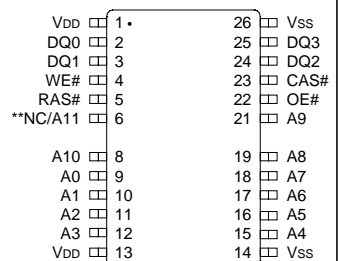 VDD 1 26 VSS
DQ0 2 25 DQ3
DQ1 3 24 DQ2
WE# 4 23 CAS#
RAS# 5 22 OE#
**NC/A11 6 21 A9
A10 8 19 A8
A0 9 18 A7
A1 10 17 A6
A2 11 16 A5
A3 12 15 A4
VDD 13 14 VSS